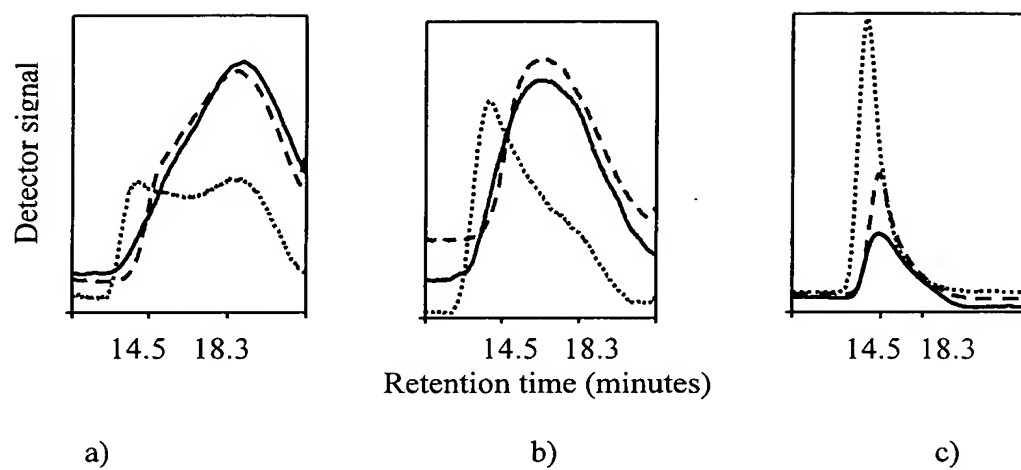 Detector signal
14.5 18.3 14.5 18.3 14.5 18.3
Retention time (minutes)
a) b) c)